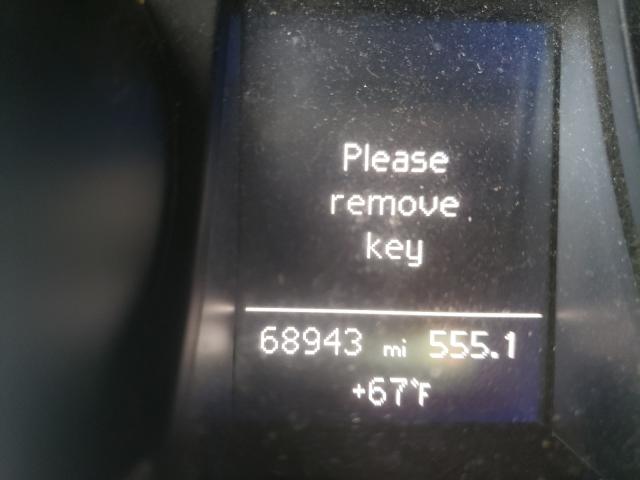 Please
remove
key
68943 mi 555.1
+67°F